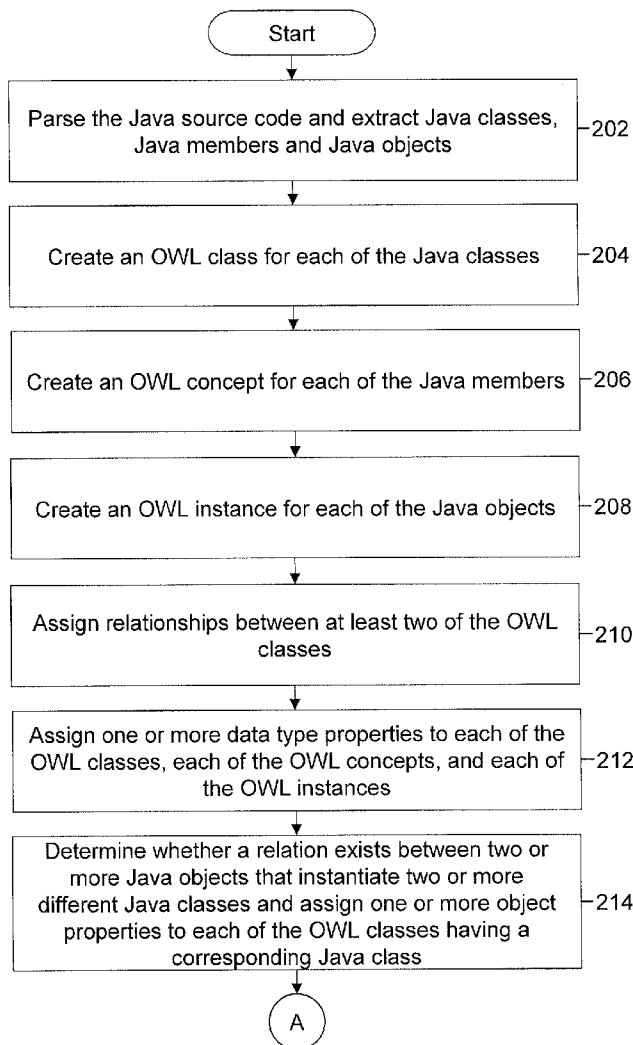 Start
Parse the Java source code and extract Java classes,
Java members and Java objects
202
Create an OWL class for each of the Java classes
204
Create an OWL concept for each of the Java members
206
Create an OWL instance for each of the Java objects
208
Assign relationships between at least two of the OWL
classes
210
Assign one or more data type properties to each of the
OWL classes, each of the OWL concepts, and each of
the OWL instances
212
Determine whether a relation exists between two or
more Java objects that instantiate two or more
different Java classes and assign one or more object
properties to each of the OWL classes having a
corresponding Java class
214
A